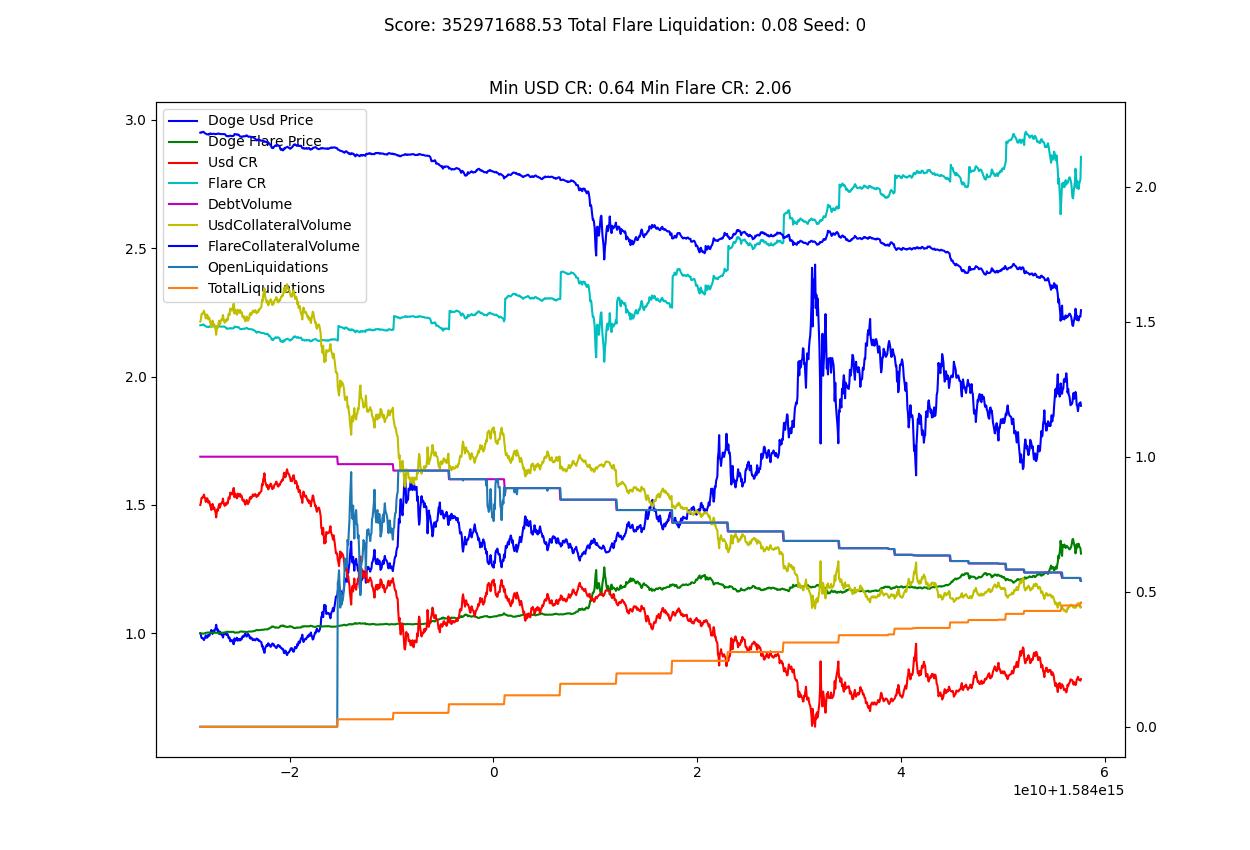 Score: 352971688.53 Total Flare Liquidation: 0.08 Seed: 0
Min USD CR: 0.64 Min Flare CR: 2.06
Doge Usd Price
Doge Flare Price
Usd CR
Flare CR
DebtVolume
UsdCollateralVolume
FlareCollateralVolume
OpenLiquidations
TotalLiquidations
3.0
2.5
2.0
1.5
1.0
2.0
1.5
1.0
0.5
0.0
−2
0
2
4
6
1e10+1.584e15